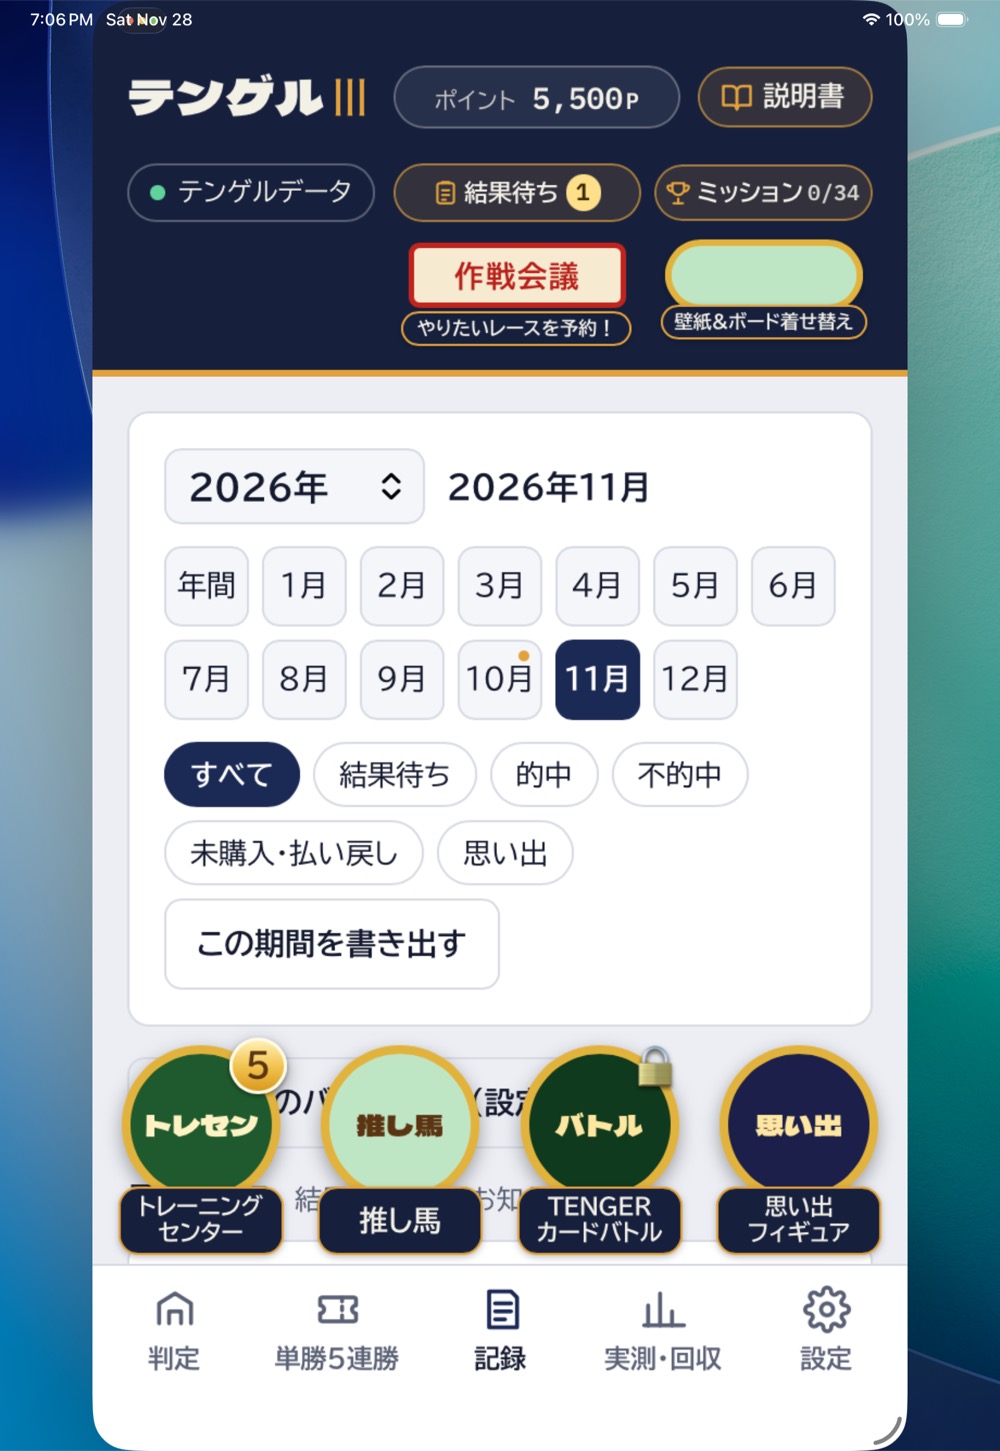 7:06 PM Sat Nov 28
100%
テンゲルIII
ポイント 5,500P
説明書
テンゲルデータ
結果待ち 1
ミッション 0/34
作戦会議
やりたいレースを予約！
壁紙&ボード着せ替え
2026年
2026年11月
年間 1月 2月 3月 4月 5月 6月
7月 8月 9月 10月 11月 12月
すべて 結果待ち 的中 不的中
未購入・払い戻し 思い出
この期間を書き出す
5
トレセン 推し馬 バトル 思い出
トレーニング
センター
推し馬
TENGER
カードバトル
思い出
フィギュア
判定 単勝5連勝 記録 実測・回収 設定